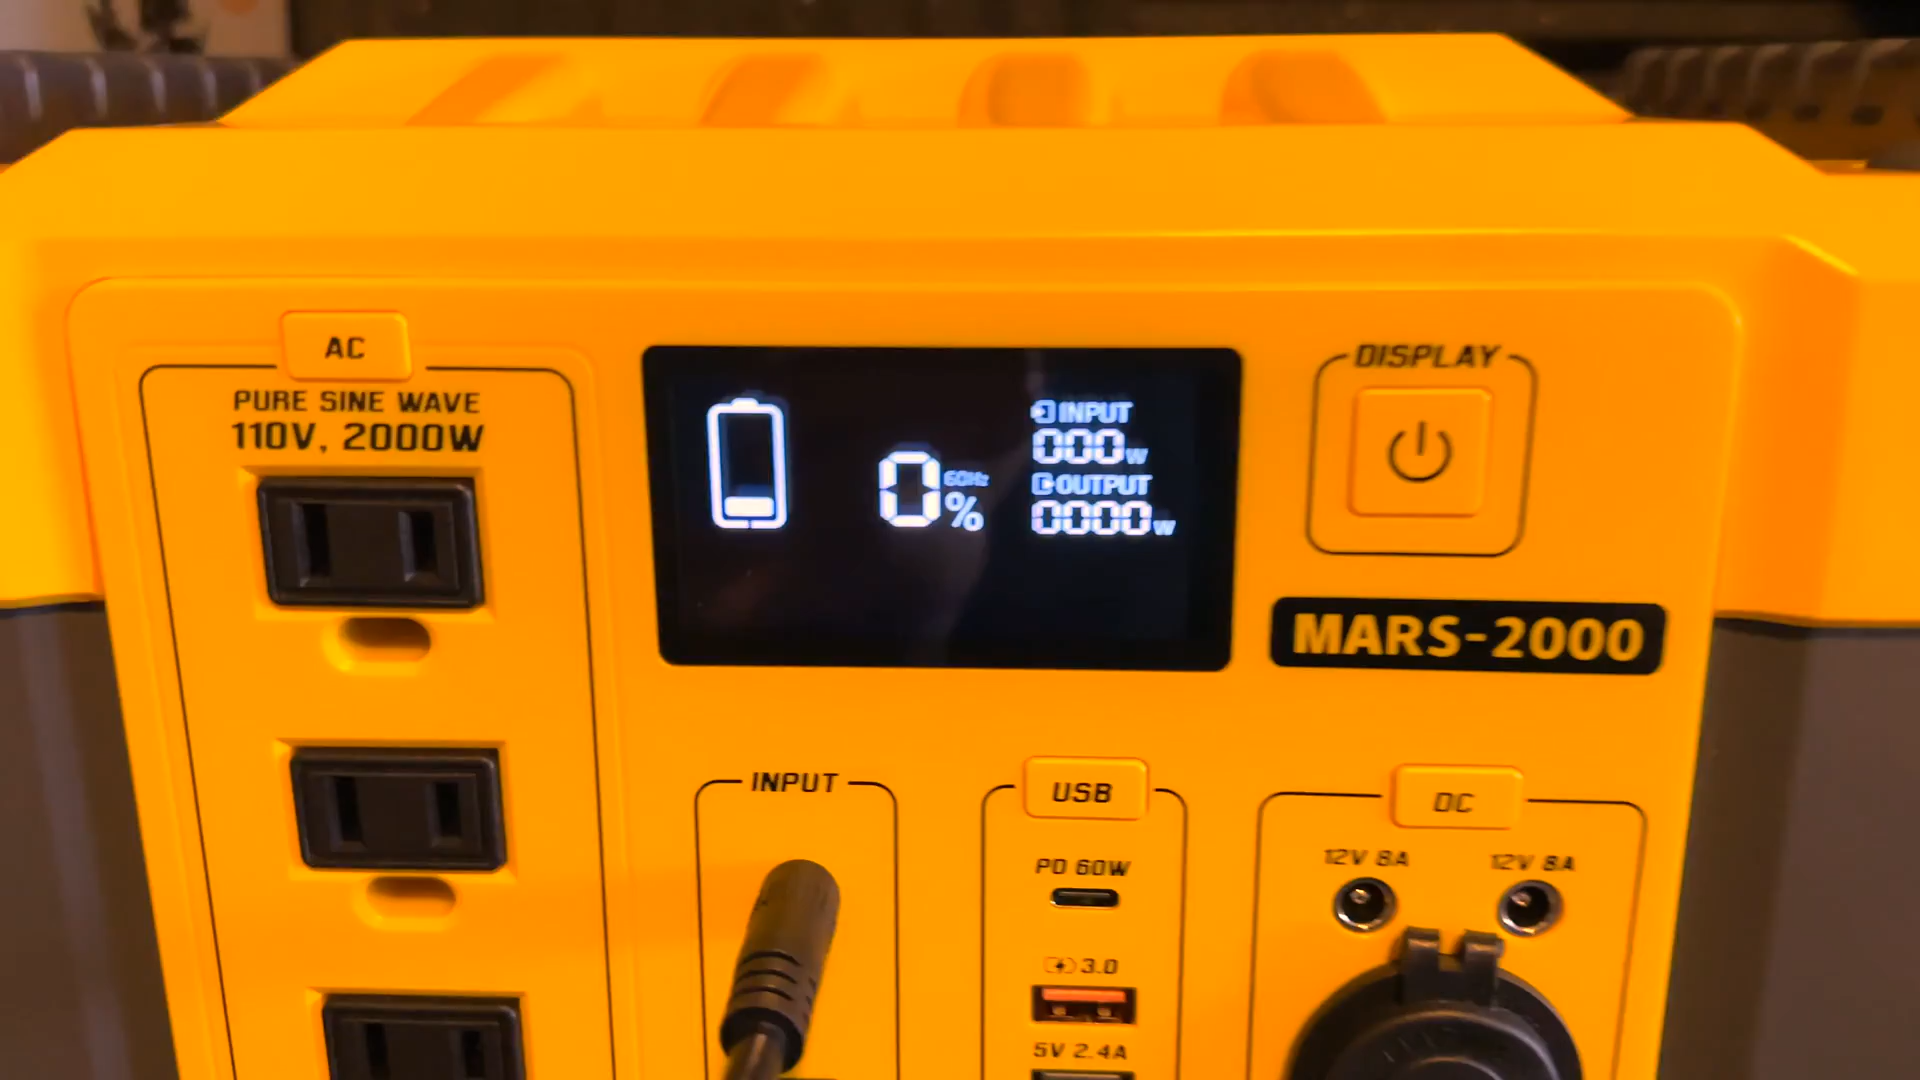 AC
PURE SINE WAVE
110V, 2000W
INPUT
000W
OUTPUT
0000W
0 60Hz
%
DISPLAY
MARS-2000
INPUT
USB
PD 60W
3.0
5V 2.4A
DC
12V 8A
12V 8A